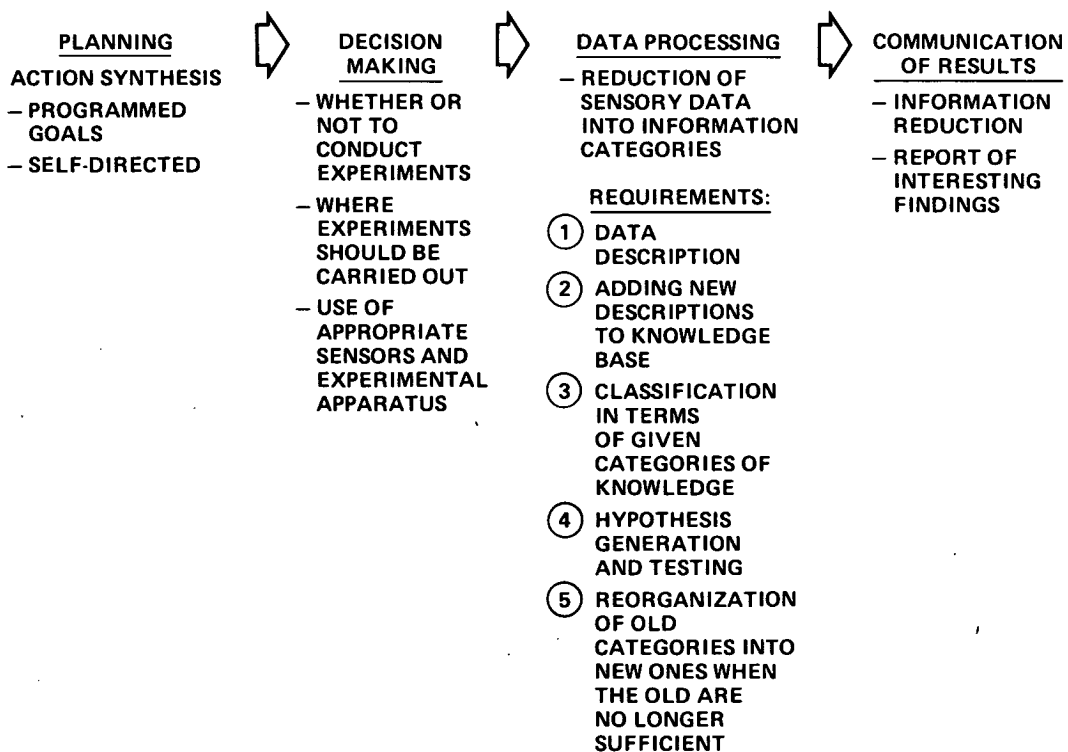 PLANNING
ACTION SYNTHESIS
– PROGRAMMED
GOALS
– SELF-DIRECTED
DECISION
MAKING
– WHETHER OR
NOT TO
CONDUCT
EXPERIMENTS
– WHERE
EXPERIMENTS
SHOULD BE
CARRIED OUT
– USE OF
APPROPRIATE
SENSORS AND
EXPERIMENTAL
APPARATUS
DATA PROCESSING
– REDUCTION OF
SENSORY DATA
INTO INFORMATION
CATEGORIES
REQUIREMENTS:
1 DATA
DESCRIPTION
2 ADDING NEW
DESCRIPTIONS
TO KNOWLEDGE
BASE
3 CLASSIFICATION
IN TERMS
OF GIVEN
CATEGORIES OF
KNOWLEDGE
4 HYPOTHESIS
GENERATION
AND TESTING
5 REORGANIZATION
OF OLD
CATEGORIES INTO
NEW ONES WHEN
THE OLD ARE
NO LONGER
SUFFICIENT
COMMUNICATION
OF RESULTS
– INFORMATION
REDUCTION
– REPORT OF
INTERESTING
FINDINGS